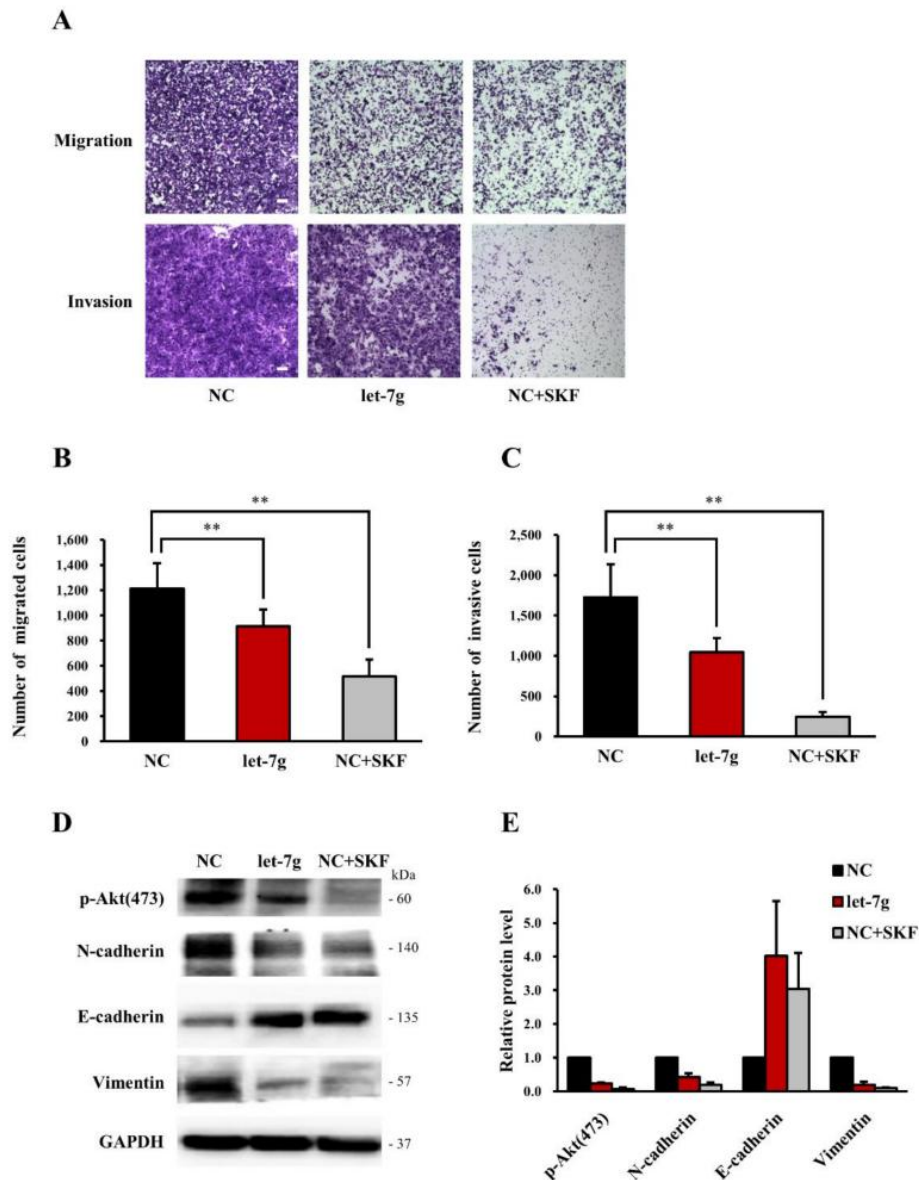 A
Migration
Invasion
NC let-7g NC+SKF
B
**
**
Number of migrated cells
1,600
1,400
1,200
1,000
800
600
400
200
0
NC let-7g NC+SKF
C
**
**
Number of invasive cells
2,500
2,000
1,500
1,000
500
0
NC let-7g NC+SKF
D
NC let-7g NC+SKF
kDa
p-Akt(473) - 60
N-cadherin - 140
E-cadherin - 135
Vimentin - 57
GAPDH - 37
E
NC
let-7g
NC+SKF
Relative protein level
6.0
5.0
4.0
3.0
2.0
1.0
0.0
p-Akt(473)
N-cadherin
E-cadherin
Vimentin